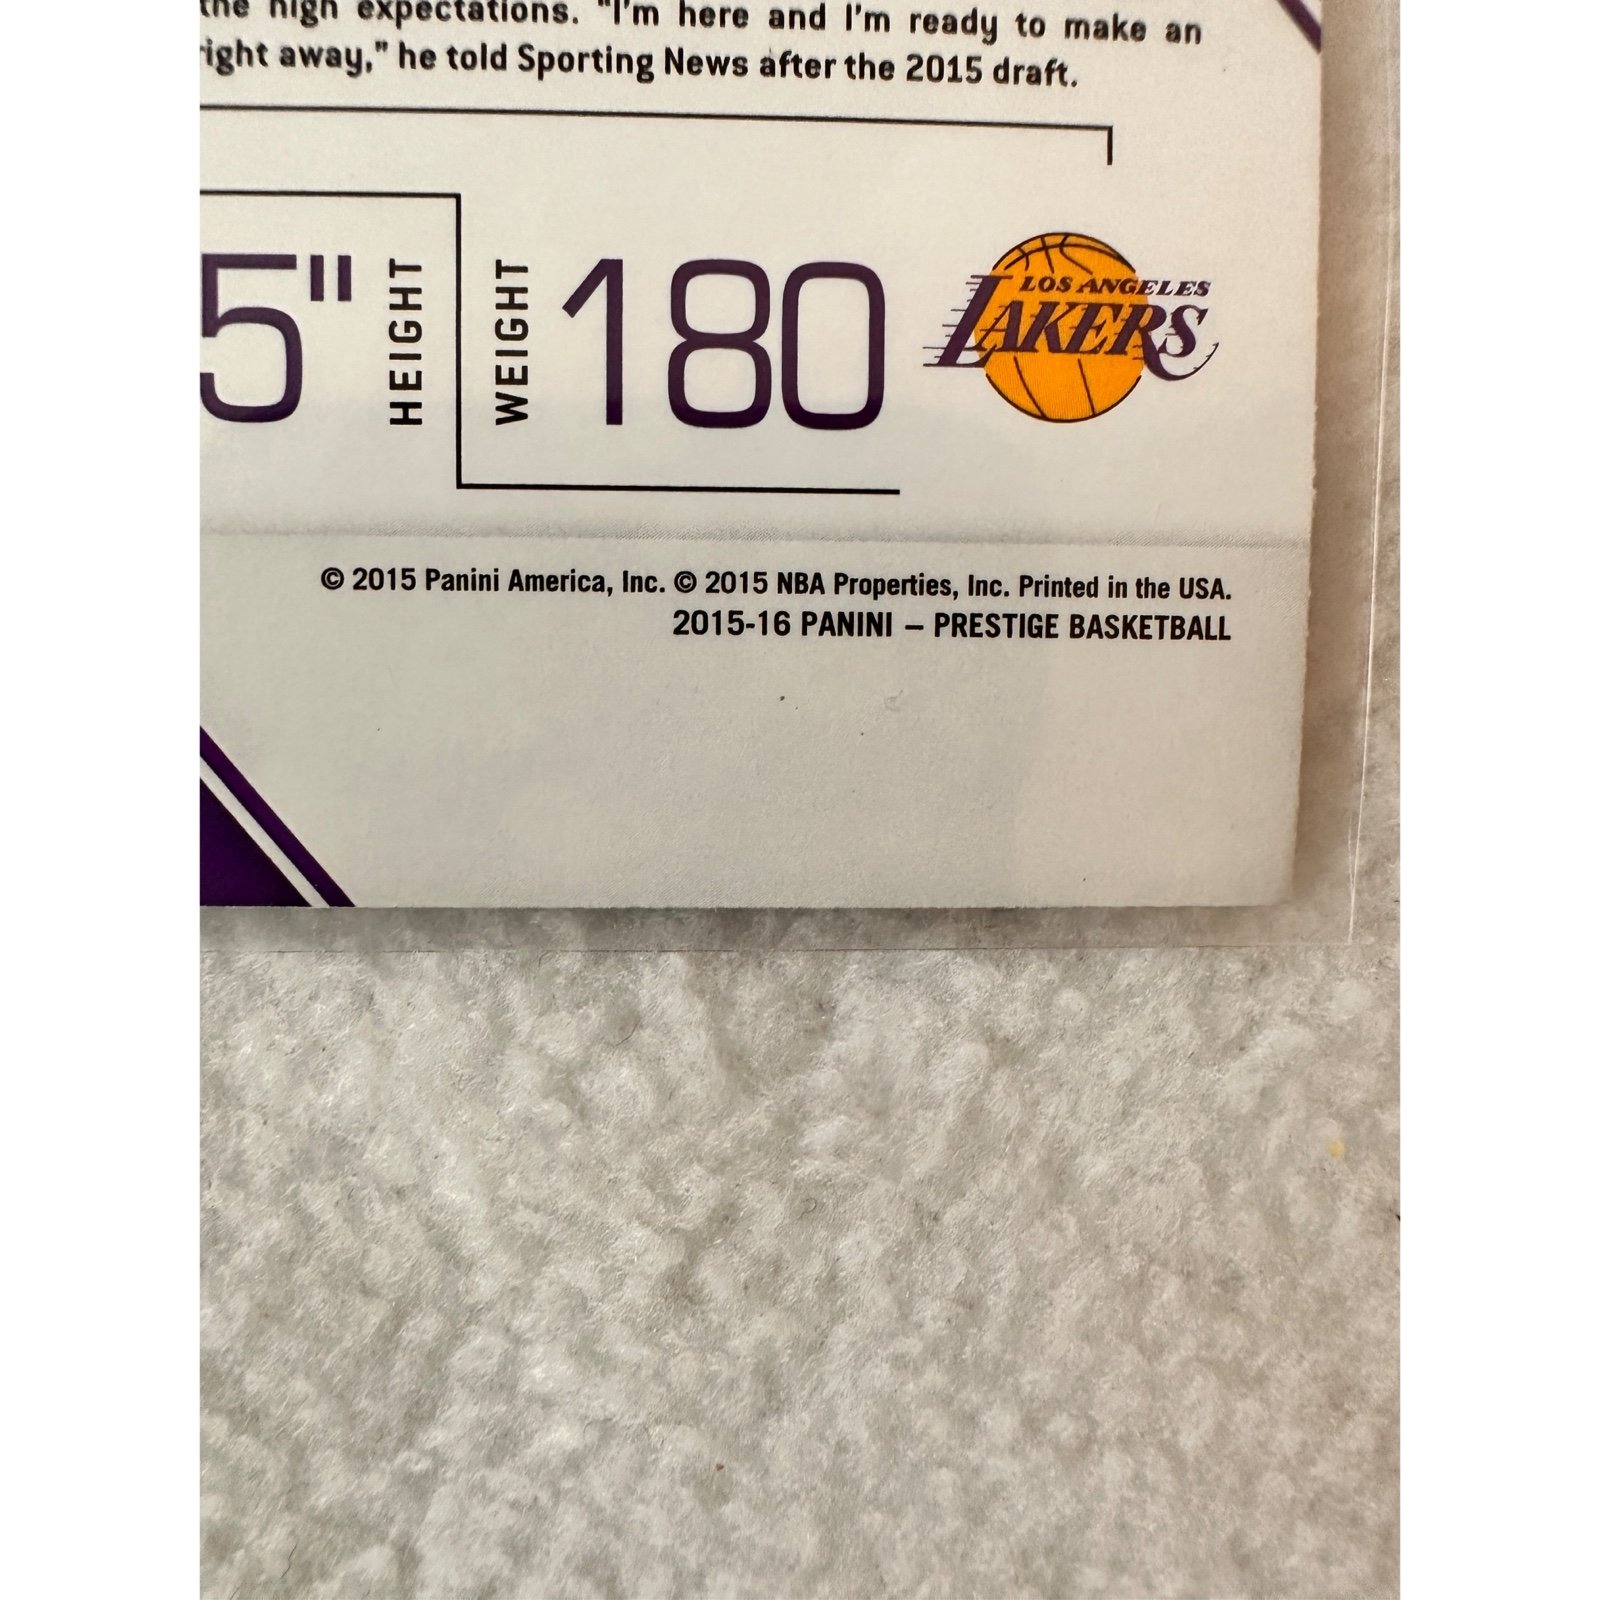 the high expectations. "I'm here and I'm ready to make an
right away," he told Sporting News after the 2015 draft.
5" HEIGHT WEIGHT 180 LOS ANGELES
LAKERS
© 2015 Panini America, Inc. © 2015 NBA Properties, Inc. Printed in the USA.
2015-16 PANINI – PRESTIGE BASKETBALL